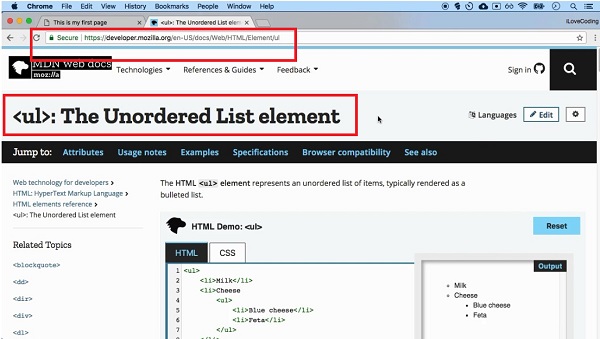 Chrome File Edit View History Bookmarks People Window Help
This is my first page
<ul>: The Unordered List elem
iLoveCoding
Secure https://developer.mozilla.org/en-US/docs/Web/HTML/Element/ul
MDN web docs
moz://a
Technologies
References & Guides
Feedback
Sign in
<ul>: The Unordered List element
Languages
Edit
Jump to: Attributes Usage notes Examples Specifications Browser compatibility See also
Web technology for developers
HTML: HyperText Markup Language
HTML elements reference
<ul>: The Unordered List element
Related Topics
<blockquote>
<dd>
<dir>
<div>
<dl>
The HTML <ul> element represents an unordered list of items, typically rendered as a
bulleted list.
HTML Demo: <ul>
Reset
HTML CSS
1 <ul>
2 <li>Milk</li>
3 <li>Cheese
4 <ul>
5 <li>Blue cheese</li>
6 <li>Feta</li>
7 </ul>
8 </li>
Output
Milk
Cheese
Blue cheese
Feta